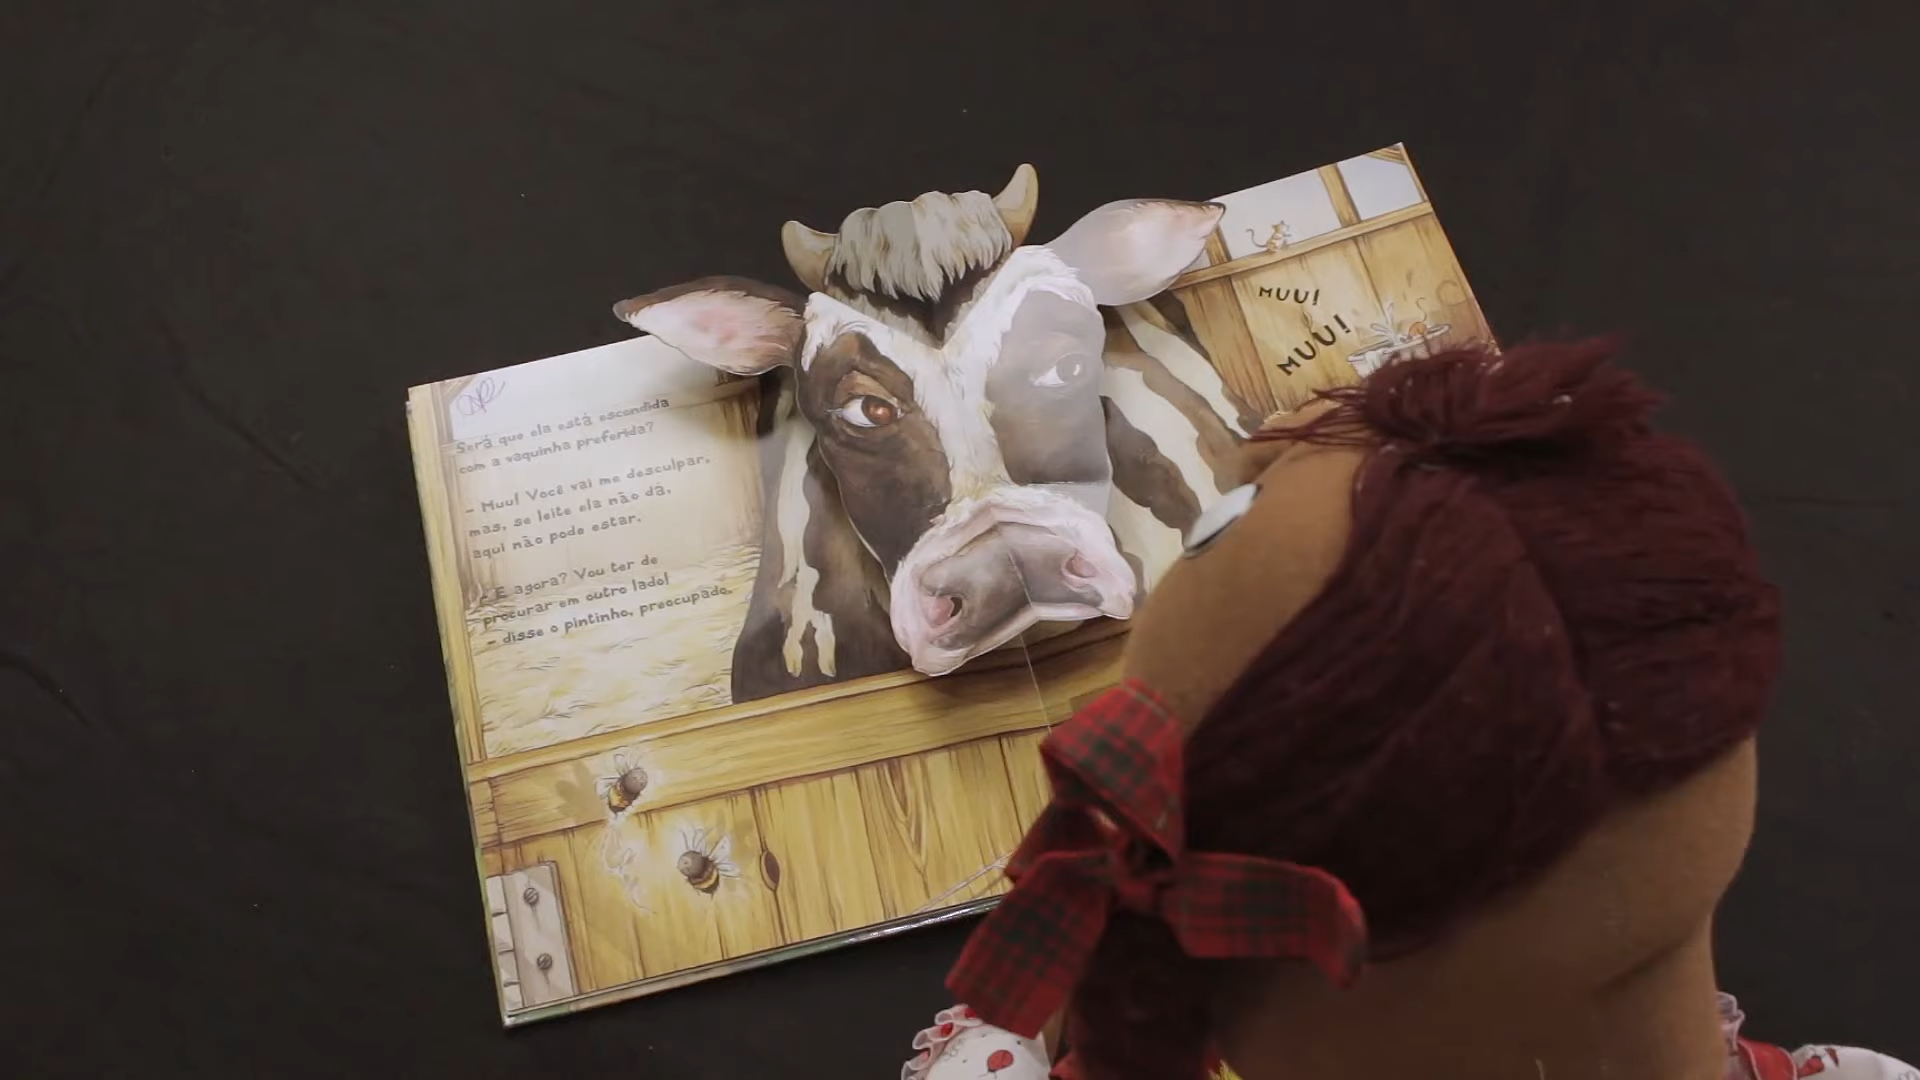 Será que ela está escondida
com a vaquinha preferida?
- Muu! Você vai me desculpar,
mas, se leite ela não dá,
aqui não pode estar.
- E agora? Vou ter de
procurar em outro lado!
- disse o pintinho, preocupado.
MUU!
MUU!